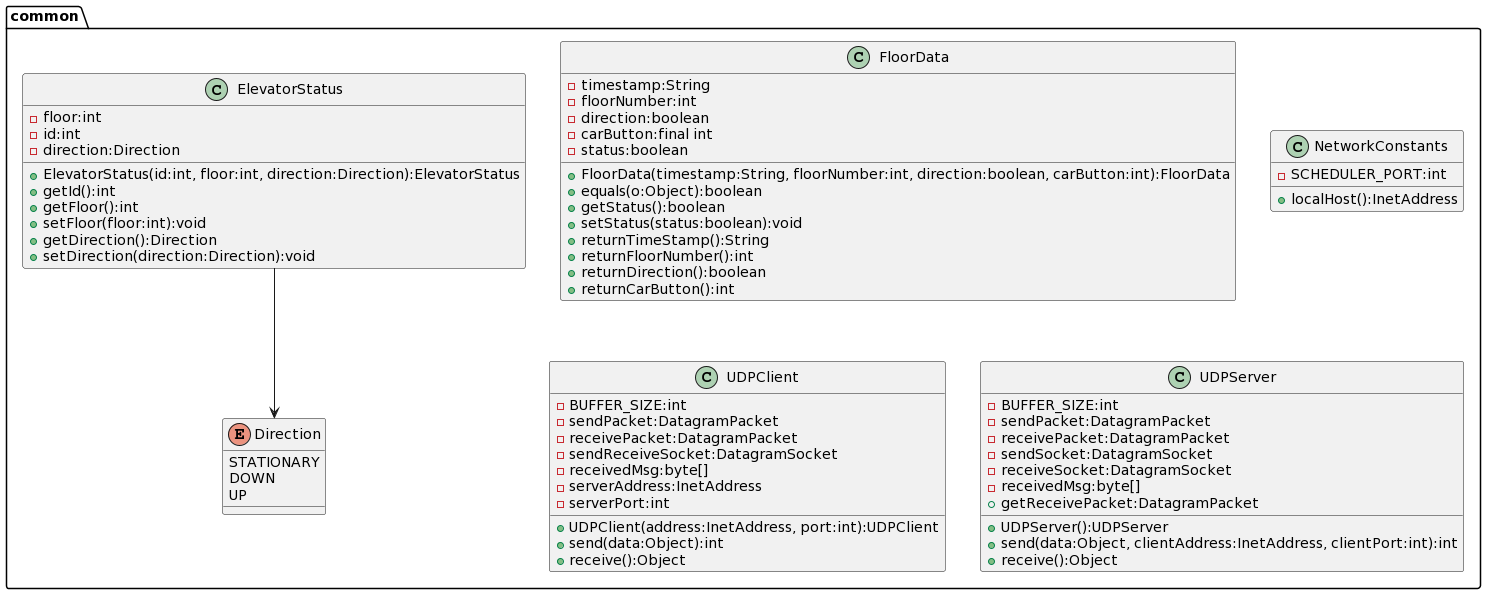 common
C ElevatorStatus
floor:int
id:int
direction:Direction
ElevatorStatus(id:int, floor:int, direction:Direction):ElevatorStatus
getId():int
getFloor():int
setFloor(floor:int):void
getDirection():Direction
setDirection(direction:Direction):void
C FloorData
timestamp:String
floorNumber:int
direction:boolean
carButton:final int
status:boolean
FloorData(timestamp:String, floorNumber:int, direction:boolean, carButton:int):FloorData
equals(o:Object):boolean
getStatus():boolean
setStatus(status:boolean):void
returnTimeStamp():String
returnFloorNumber():int
returnDirection():boolean
returnCarButton():int
C NetworkConstants
SCHEDULER_PORT:int
localHost():InetAddress
E Direction
STATIONARY
DOWN
UP
C UDPClient
BUFFER_SIZE:int
sendPacket:DatagramPacket
receivePacket:DatagramPacket
sendReceiveSocket:DatagramSocket
receivedMsg:byte[]
serverAddress:InetAddress
serverPort:int
UDPClient(address:InetAddress, port:int):UDPClient
send(data:Object):int
receive():Object
C UDPServer
BUFFER_SIZE:int
sendPacket:DatagramPacket
receivePacket:DatagramPacket
sendSocket:DatagramSocket
receiveSocket:DatagramSocket
receivedMsg:byte[]
getReceivePacket:DatagramPacket
UDPServer():UDPServer
send(data:Object, clientAddress:InetAddress, clientPort:int):int
receive():Object